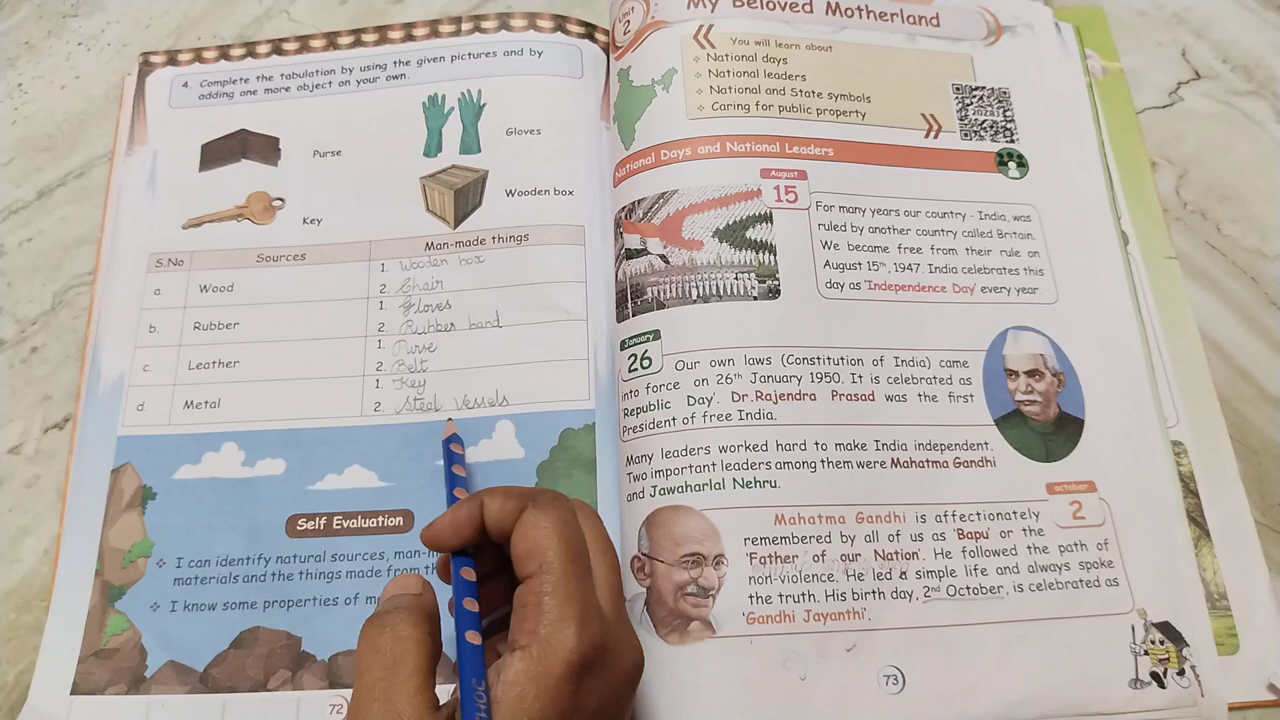 4. Complete the tabulation by using the given pictures and by
adding one more object on your own.
Purse
Gloves
Key
Wooden box
S.No Sources Man-made things
a. Wood
1. Wooden box
2. Chair
b. Rubber
1. Gloves
2. Rubber band
c. Leather
1. Purse
2. Belt
d. Metal
1. Key
2. Steel Vessels
Self Evaluation
❖ I can identify natural sources,
materials and the things made from
❖ I know some properties of
72
Unit
2
My Beloved Motherland
You will learn about
❖ National days
❖ National leaders
❖ National and State symbols
❖ Caring for public property
National Days and National Leaders
August
15
For many years our country - India, was
ruled by another country called Britain.
We became free from their rule on
August 15th, 1947. India celebrates this
day as 'Independence Day' every year.
January
26
Our own laws (Constitution of India) came
into force on 26th January 1950. It is celebrated as
'Republic Day'. Dr.Rajendra Prasad was the first
President of free India.
Many leaders worked hard to make India independent.
Two important leaders among them were Mahatma Gandhi
and Jawaharlal Nehru.
October
2
Mahatma Gandhi is affectionately
remembered by all of us as 'Bapu' or the
'Father of our Nation'. He followed the path of
non-violence. He led a simple life and always spoke
the truth. His birth day, 2nd October, is celebrated as
'Gandhi Jayanthi'.
73